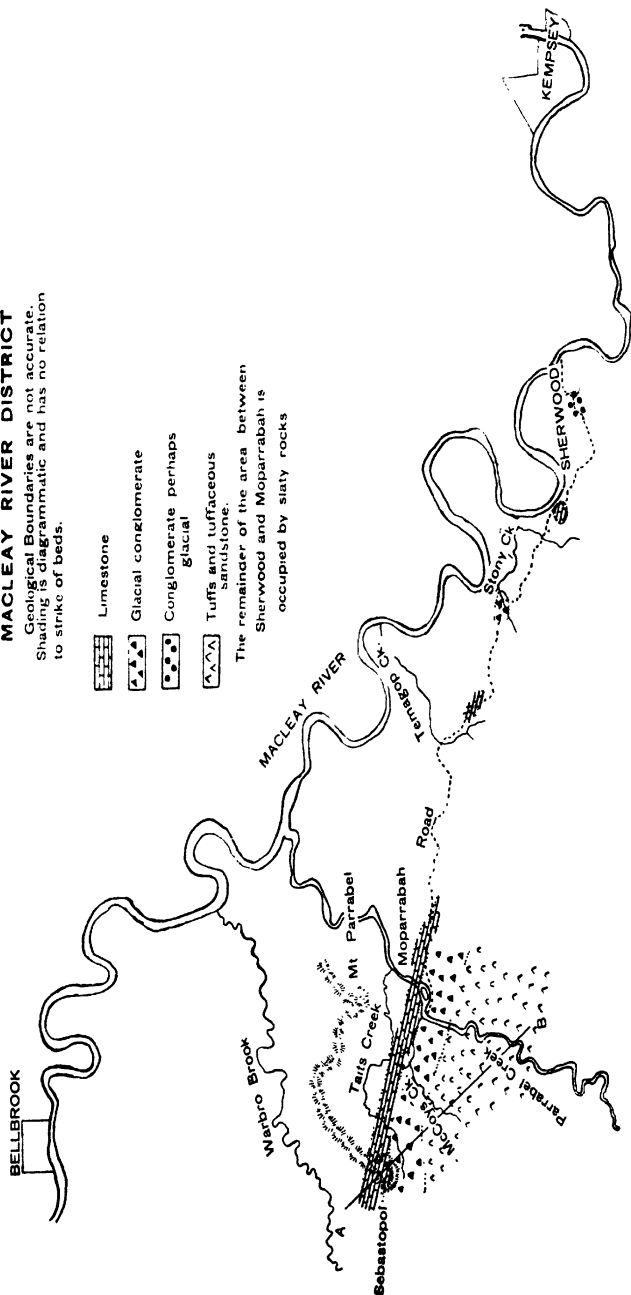 MACLEAY RIVER DISTRICT
Geological Boundaries are not accurate.
Shading is diagrammatic and has no relation
to strike of beds.
Limestone
Glacial conglomerate
Conglomerate perhaps
glacial
Tuffs and tuffaceous
sandstone.
The remainder of the area between
Sherwood and Moparrabah is
occupied by slaty rocks
BELLBROOK
MACLEAY RIVER
KEMPSEY
Warbro Brook
Mt Parrabel
Taits Creek
Moparrabah
Road
Temagop Ck
Stony Ck
SHERWOOD
A
Bebastopol
McCoys Ck
B
Parrabel Creek